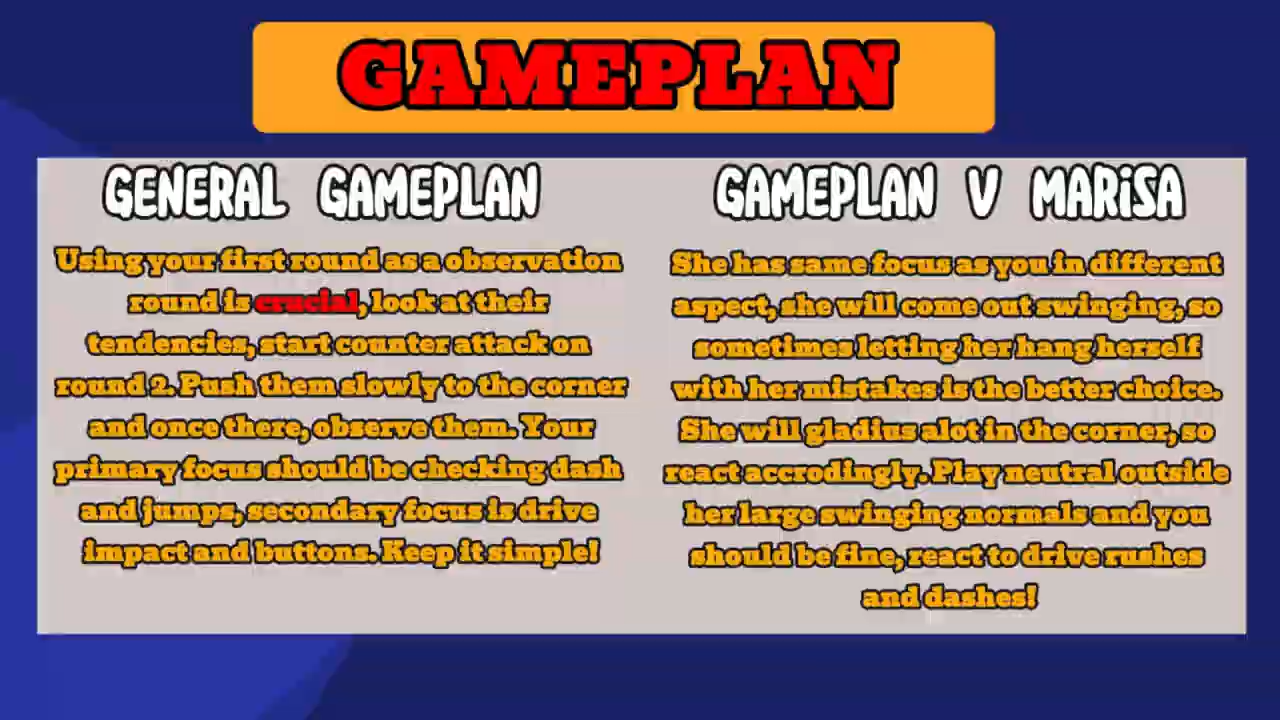 GAMEPLAN
GENERAL GAMEPLAN
Using your first round as a observation
round is crucial, look at their
tendencies, start counter attack on
round 2. Push them slowly to the corner
and once there, observe them. Your
primary focus should be checking dash
and jumps, secondary focus is drive
impact and buttons. Keep it simple!
GAMEPLAN V MARiSA
She has same focus as you in different
aspect, she will come out swinging, so
sometimes letting her hang herself
with her mistakes is the better choice.
She will gladius alot in the corner, so
react accrodingly. Play neutral outside
her large swinging normals and you
should be fine, react to drive rushes
and dashes!